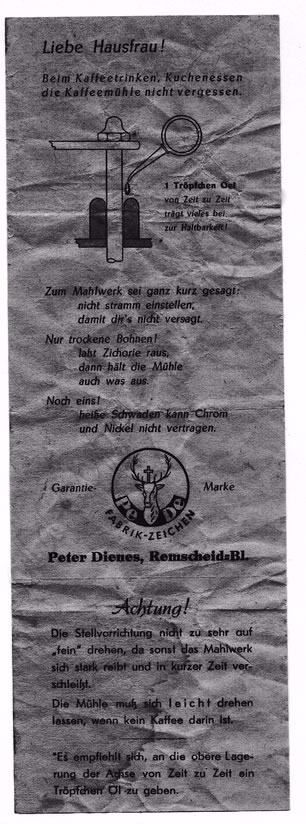 Liebe Hausfrau!
Beim Kaffeetrinken, Kuchenessen
die Kaffeemühle nicht vergessen.
1 Tröpfchen Oel
von Zeit zu Zeit
trägt vieles bei
zur Haltbarkeit!
Zum Mahlwerk sei ganz kurz gesagt:
nicht stramm einstellen,
damit dir's nicht versagt.
Nur trockene Bohnen!
laßt Zichorie raus,
dann hält die Mühle
auch was aus.
Noch eins!
heiße Schwaden kann Chrom
und Nickel nicht vertragen.
Garantie- Marke
Pe De
FABRIK-ZEICHEN
Peter Dienes, Remscheid=Bl.
Achtung!
Die Stellvorrichtung nicht zu sehr auf
„fein" drehen, da sonst das Mahlwerk
sich stark reibt und in kurzer Zeit ver-
schleißt.
Die Mühle muß sich leicht drehen
lassen, wenn kein Kaffee darin ist.
"Es empfiehlt sich, an die obere Lage-
rung der Achse von Zeit zu Zeit ein
Tröpfchen Öl zu geben.